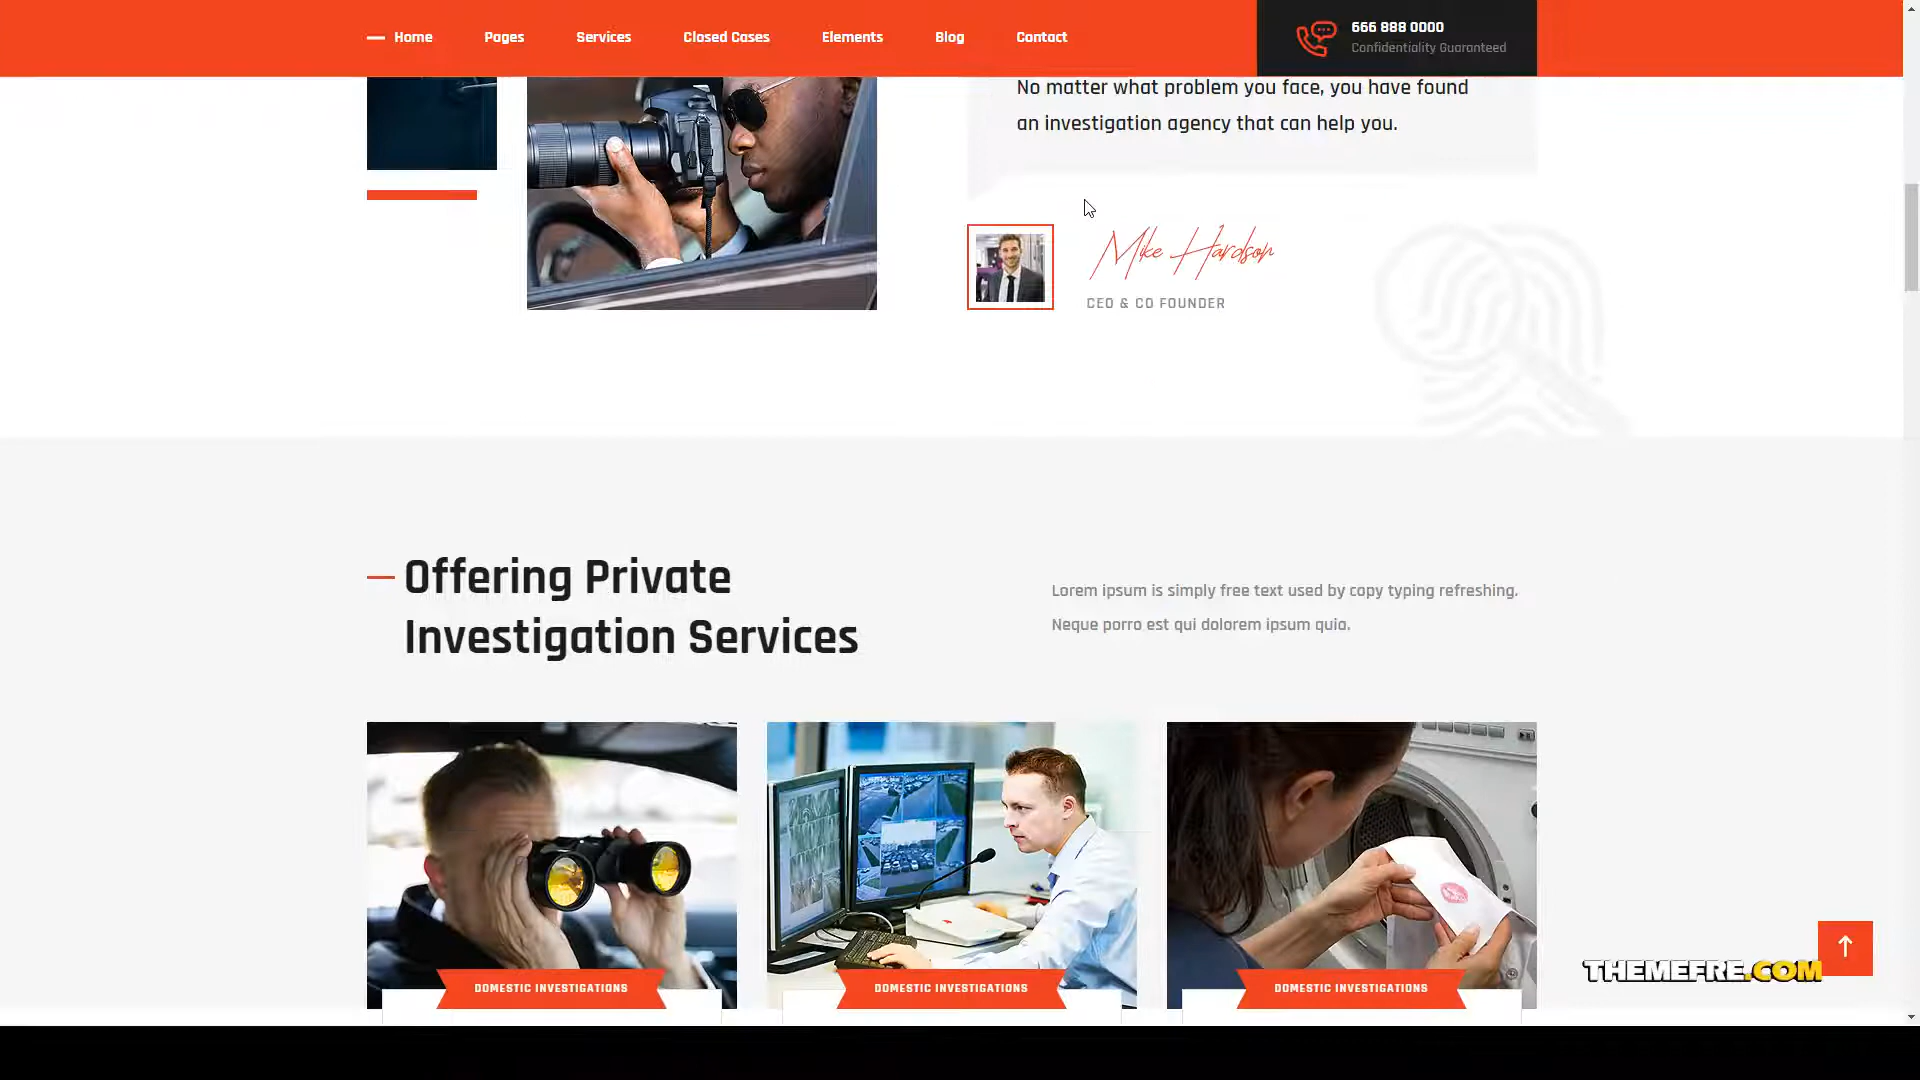 Home Pages Services Closed Cases Elements Blog Contact
666 888 0000
Confidentiality Guaranteed
No matter what problem you face, you have found
an investigation agency that can help you.
Mike Hardson
CEO & CO FOUNDER
Offering Private
Investigation Services
Lorem ipsum is simply free text used by copy typing refreshing.
Neque porro est qui dolorem ipsum quia.
DOMESTIC INVESTIGATIONS
DOMESTIC INVESTIGATIONS
DOMESTIC INVESTIGATIONS
THEMEFRE.COM